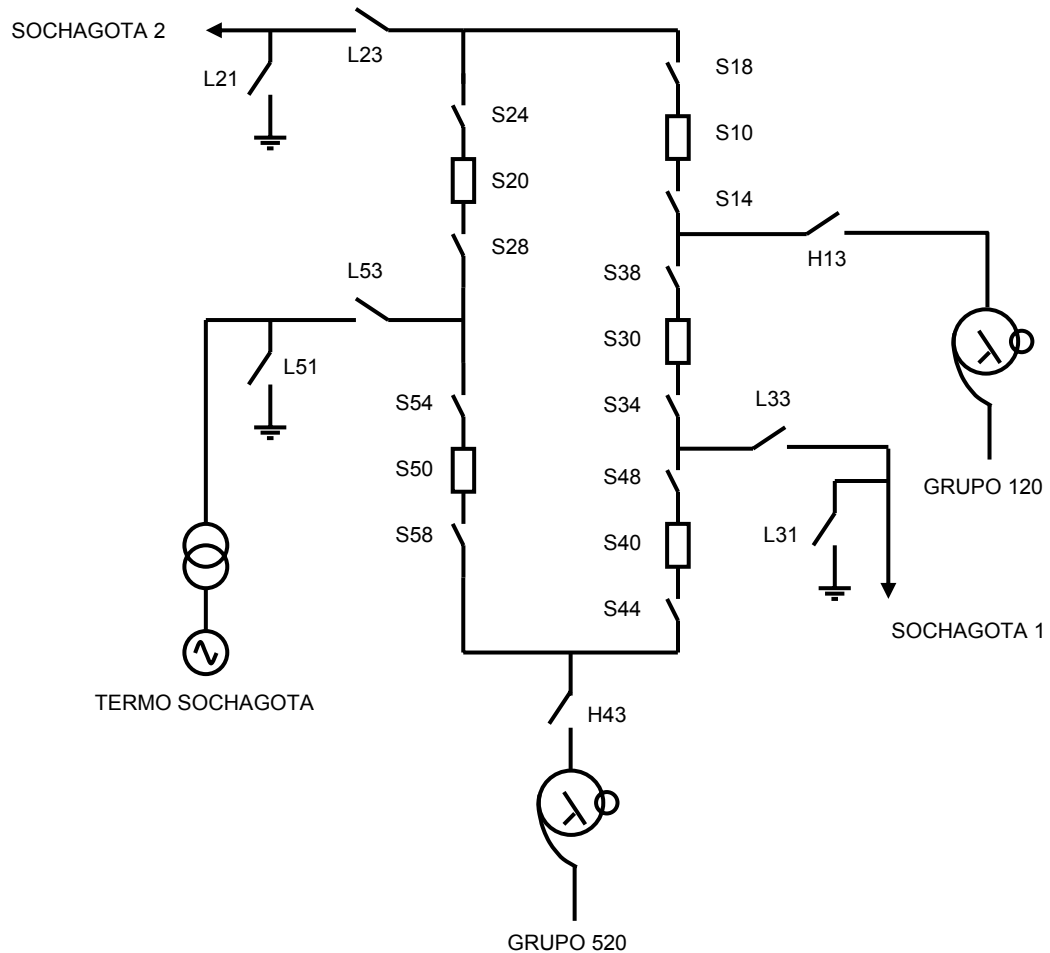 SOCHAGOTA 2
L23
L21
S18
S24
S10
S20
S14
S28
H13
L53
S38
S30
L51
S54
S34
L33
S50
S48
GRUPO 120
S58
S40
L31
S44
SOCHAGOTA 1
TERMO SOCHAGOTA
H43
GRUPO 520